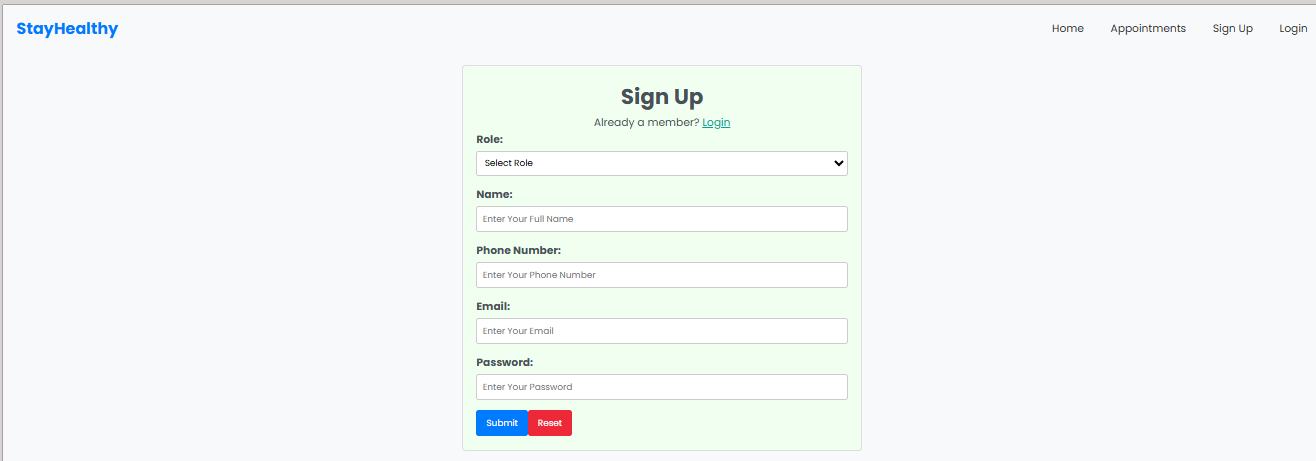 StayHealthy Home Appointments Sign Up Login
Sign Up
Already a member? Login
Role:
Select Role
Name:
Enter Your Full Name
Phone Number:
Enter Your Phone Number
Email:
Enter Your Email
Password:
Enter Your Password
Submit Reset